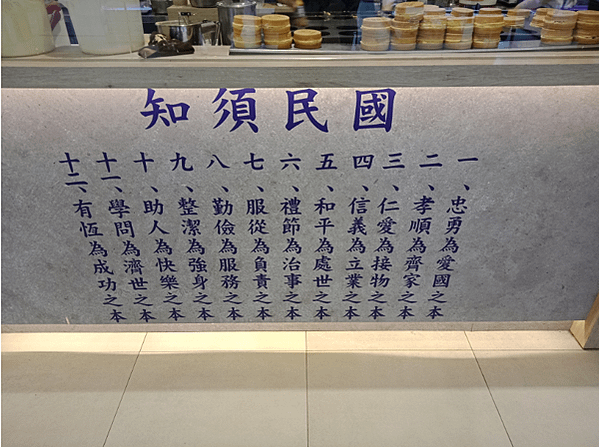 國民須知
一、忠勇為愛國之本
二、孝順為齊家之本
三、仁愛為接物之本
四、信義為立業之本
五、和平為處世之本
六、禮節為治事之本
七、服從為負責之本
八、勤儉為服務之本
九、整潔為強身之本
十、助人為快樂之本
十一、學問為濟世之本
十二、有恆為成功之本